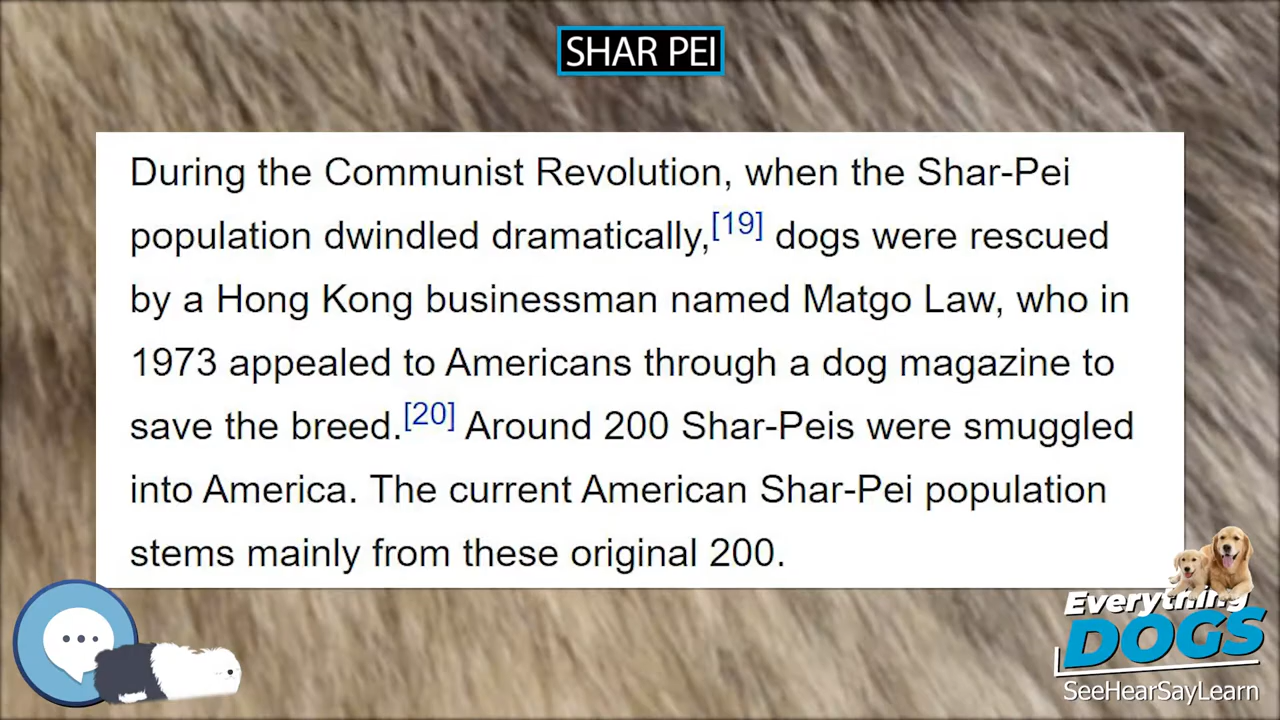 SHAR PEI
During the Communist Revolution, when the Shar-Pei
population dwindled dramatically,[19] dogs were rescued
by a Hong Kong businessman named Matgo Law, who in
1973 appealed to Americans through a dog magazine to
save the breed.[20] Around 200 Shar-Peis were smuggled
into America. The current American Shar-Pei population
stems mainly from these original 200.
Everything
DOGS
SeeHearSayLearn